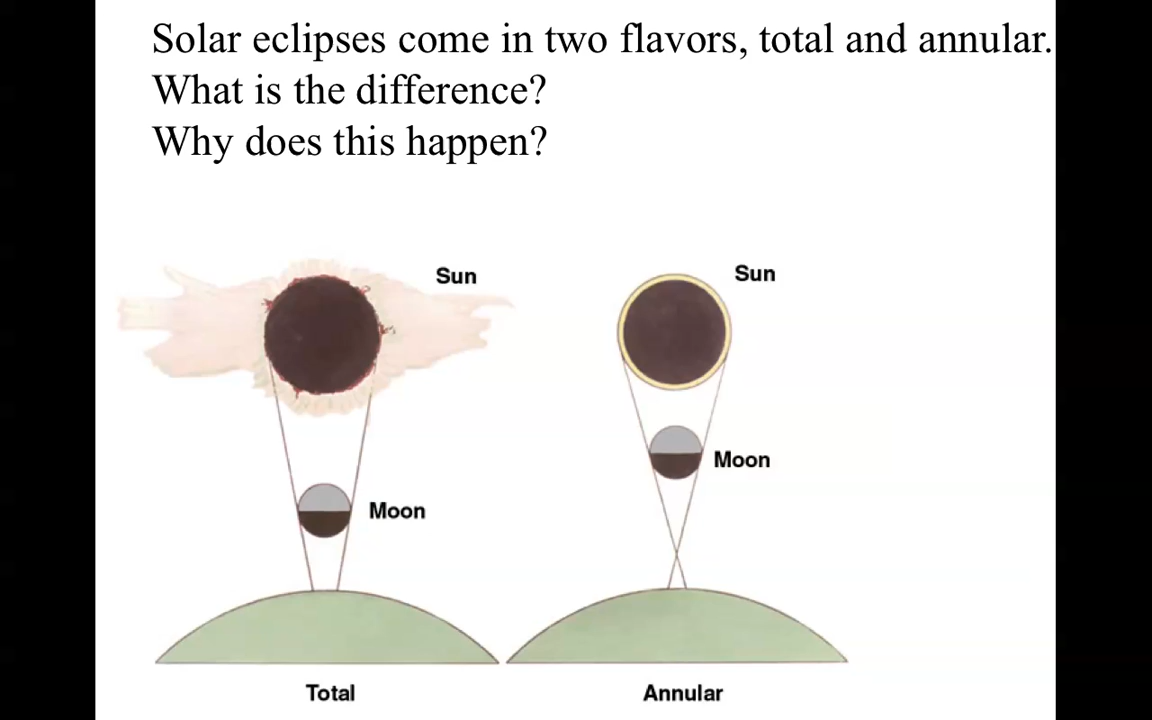 Solar eclipses come in two flavors, total and annular.
What is the difference?
Why does this happen?
Sun
Sun
Moon
Moon
Total
Annular